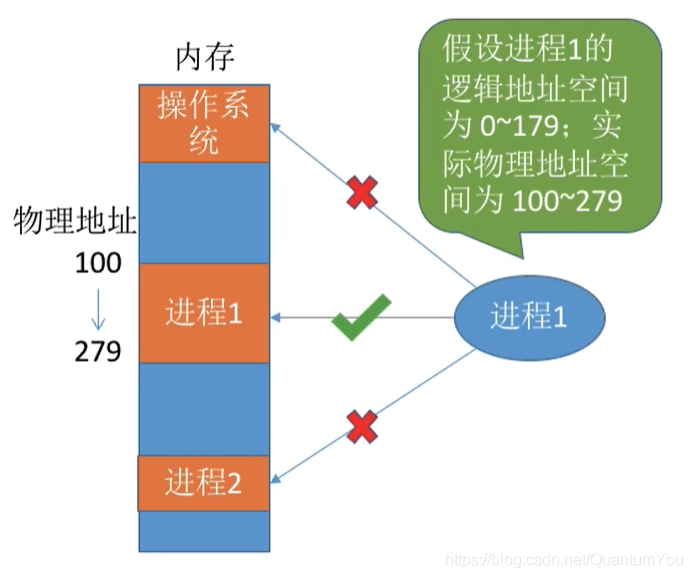 内存
假设进程1的
逻辑地址空间
为 0~179；实
际物理地址空
间为 100~279
操作系
统
物理地址
100
279
进程1
进程1
进程2
https://blog.csdn.net/QuantumYou